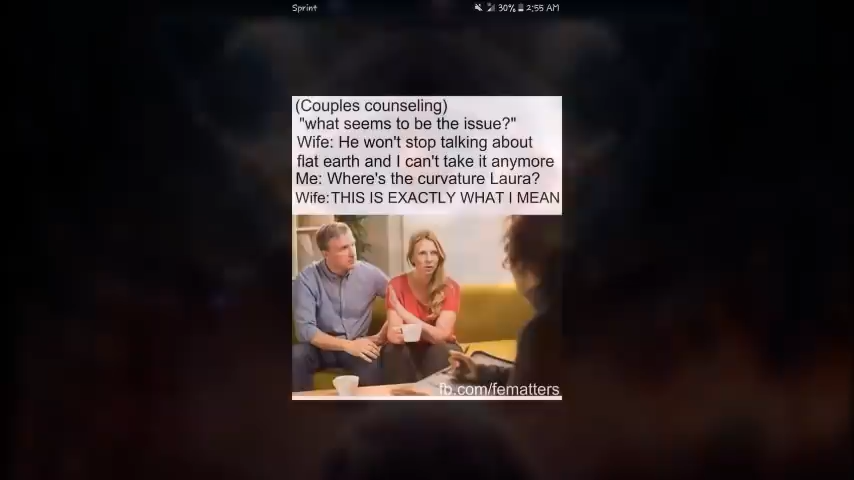 Sprint 30% 2:55 AM
(Couples counseling)
"what seems to be the issue?"
Wife: He won't stop talking about
flat earth and I can't take it anymore
Me: Where's the curvature Laura?
Wife:THIS IS EXACTLY WHAT I MEAN
fb.com/fematters